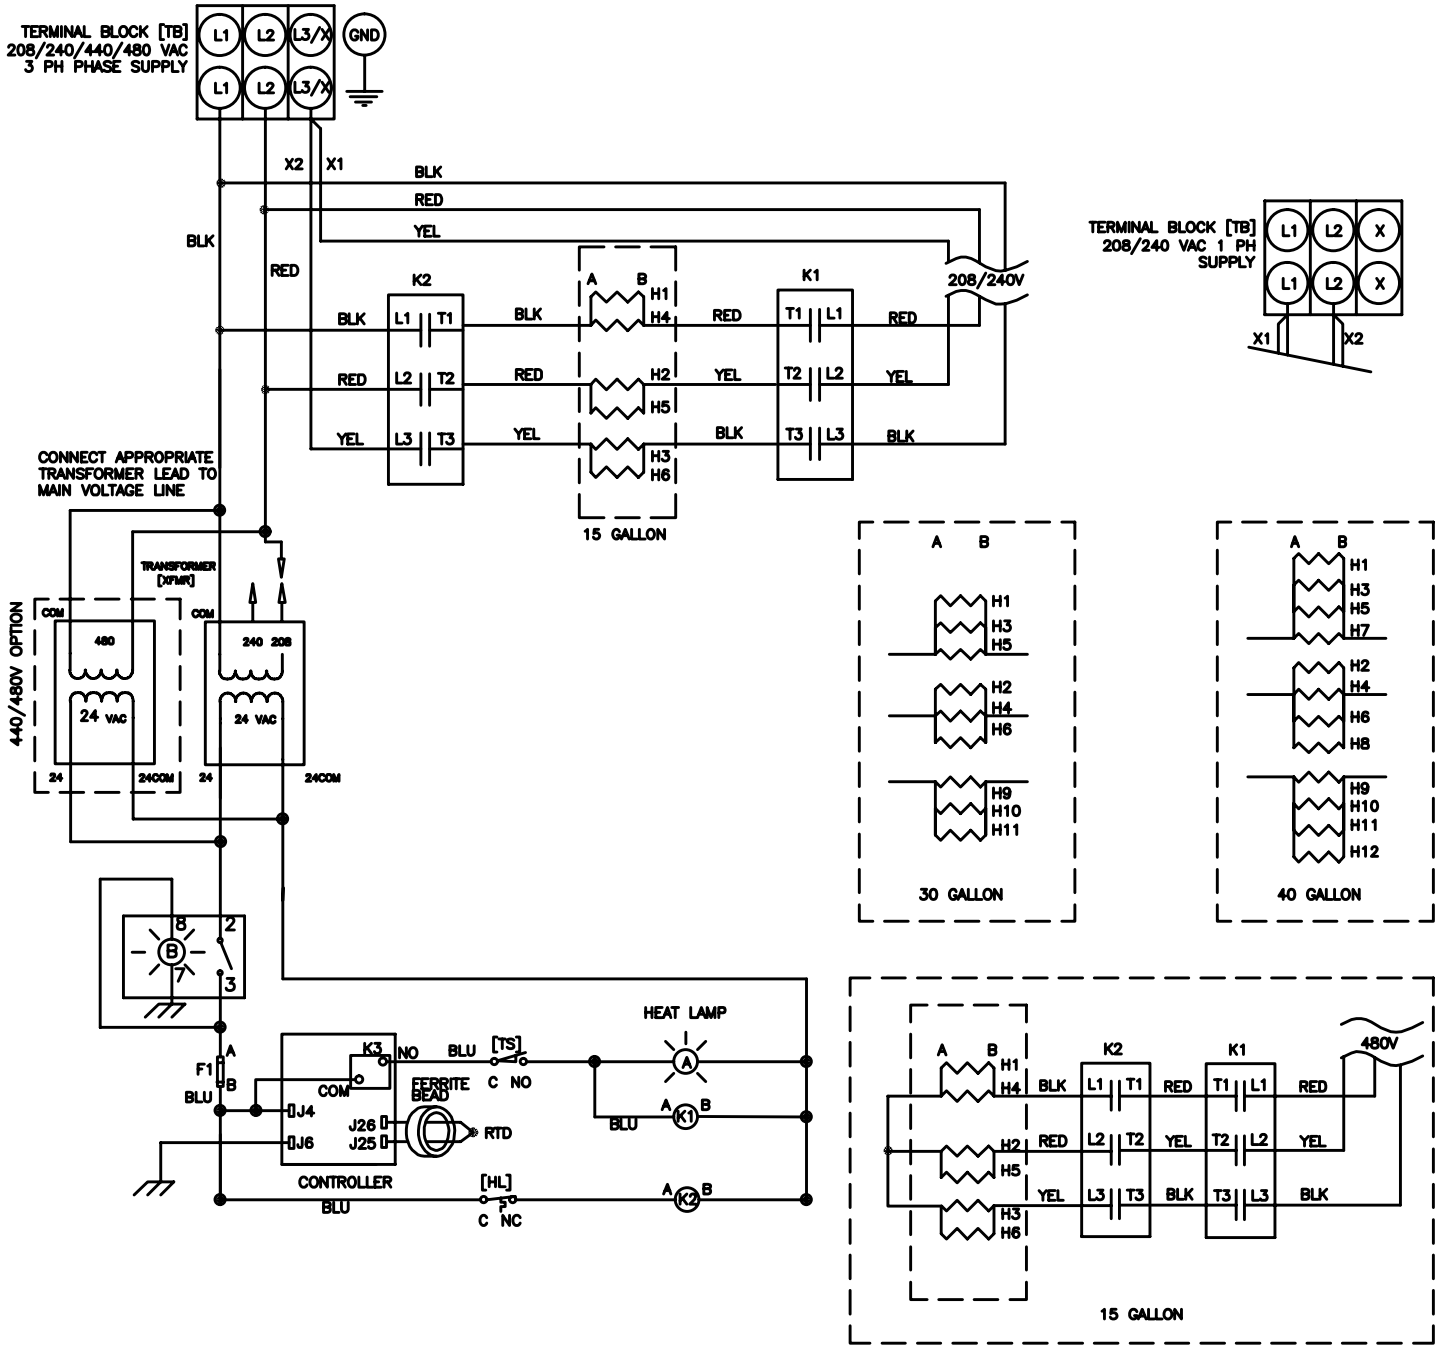 TERMINAL BLOCK [TB]
208/240/440/480 VAC
3 PH PHASE SUPPLY
L1 L2 L3/X GND
L1 L2 L3/X
X2 X1
BLK
RED
YEL
BLK
RED
208/240V
TERMINAL BLOCK [TB]
208/240 VAC 1 PH
SUPPLY
L1 L2 X
L1 L2 X
X1 X2
K2
A B
K1
H1
BLK L1 T1 BLK H4 RED T1 L1 RED
RED L2 T2 RED H2 YEL T2 L2 YEL
H5
YEL L3 T3 YEL H3 BLK T3 L3 BLK
H6
15 GALLON
CONNECT APPROPRIATE
TRANSFORMER LEAD TO
MAIN VOLTAGE LINE
TRANSFORMER
[XFMR]
440/480V OPTION
COM
480
24 VAC
24 24COM
COM
240 208
24 VAC
24 24COM
A B
H1
H3
H5
H2
H4
H6
H9
H10
H11
30 GALLON
A B
H1
H3
H5
H7
H2
H4
H6
H8
H9
H10
H11
H12
40 GALLON
8 2
B
7 3
F1 A
B
BLU
K3 NO
COM
J4
J6
J26
J25
CONTROLLER
FERRITE
BEAD
RTD
BLU [TS]
C NO
HEAT LAMP
A
BLU A K1 B
BLU
[HL]
C NC
A K2 B
480V
A B
K2 K1
H1
H4 BLK L1 T1 RED T1 L1 RED
H2 RED L2 T2 YEL T2 L2 YEL
H5
H3 YEL L3 T3 BLK T3 L3 BLK
H6
15 GALLON